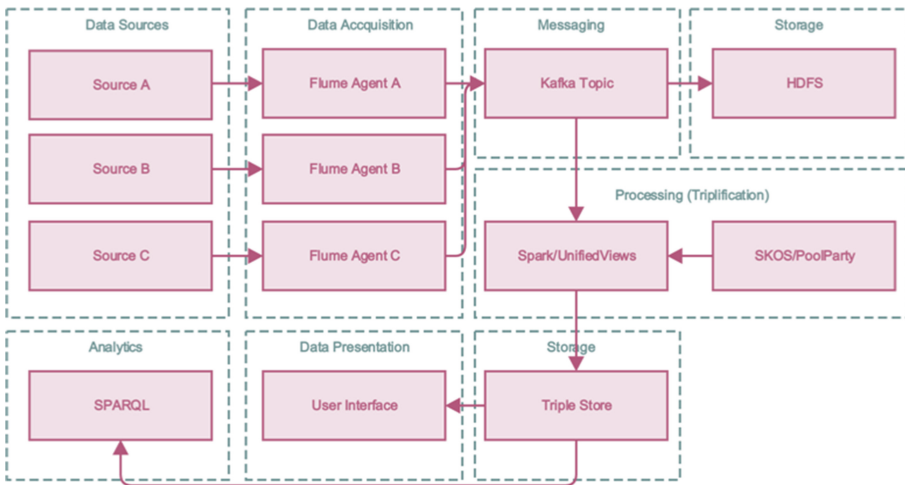 Data Sources
Data Accquisition
Messaging
Storage
Source A
Flume Agent A
Kafka Topic
HDFS
Source B
Flume Agent B
Processing (Triplification)
Source C
Flume Agent C
Spark/UnifiedViews
SKOS/PoolParty
Analytics
Data Presentation
Storage
SPARQL
User Interface
Triple Store